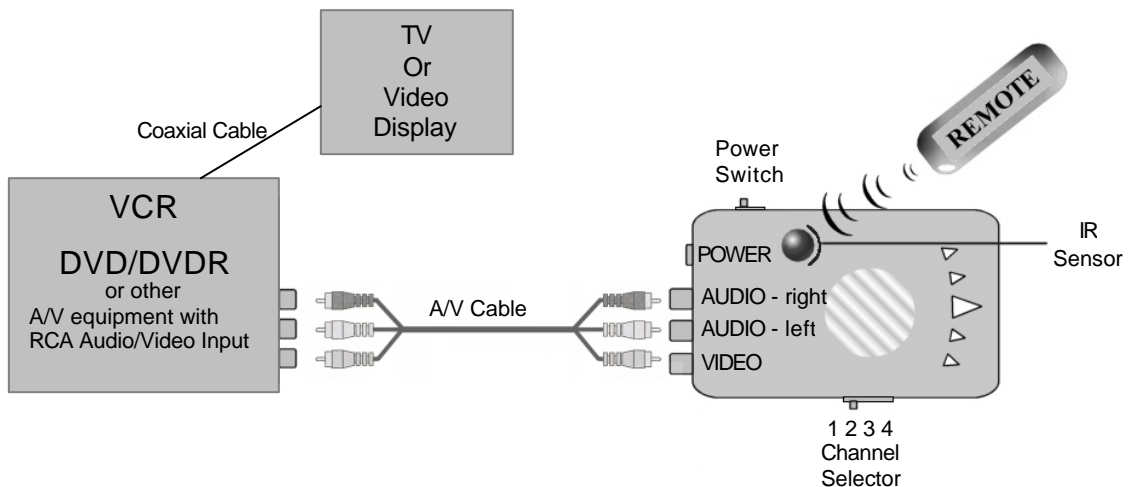 TV
Or
Video
Display
Coaxial Cable
VCR
DVD/DVDR
or other
A/V equipment with
RCA Audio/Video Input
A/V Cable
REMOTE
Power
Switch
IR
Sensor
POWER
AUDIO - right
AUDIO - left
VIDEO
1 2 3 4
Channel
Selector